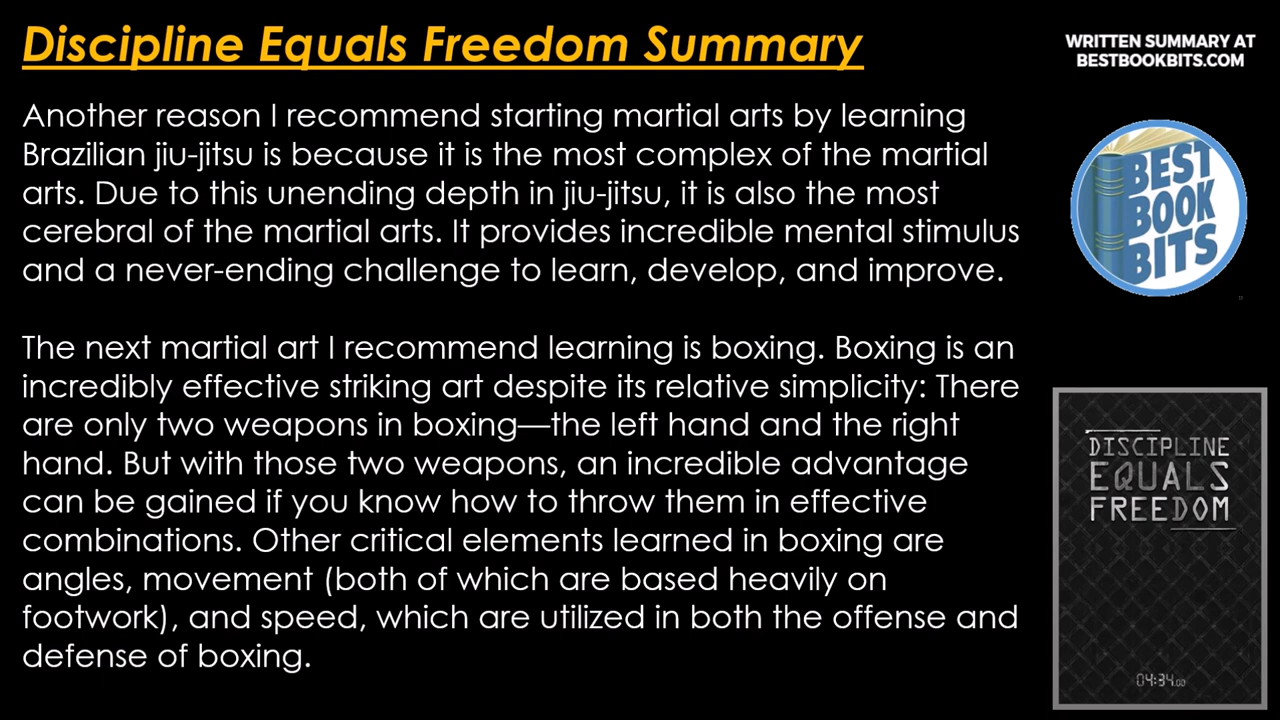 Discipline Equals Freedom Summary
WRITTEN SUMMARY AT
BESTBOOKBITS.COM
Another reason I recommend starting martial arts by learning
Brazilian jiu-jitsu is because it is the most complex of the martial
arts. Due to this unending depth in jiu-jitsu, it is also the most
cerebral of the martial arts. It provides incredible mental stimulus
and a never-ending challenge to learn, develop, and improve.
The next martial art I recommend learning is boxing. Boxing is an
incredibly effective striking art despite its relative simplicity: There
are only two weapons in boxing—the left hand and the right
hand. But with those two weapons, an incredible advantage
can be gained if you know how to throw them in effective
combinations. Other critical elements learned in boxing are
angles, movement (both of which are based heavily on
footwork), and speed, which are utilized in both the offense and
defense of boxing.
BEST
BOOK
BITS
DISCIPLINE
EQUALS
FREEDOM
04:34.00